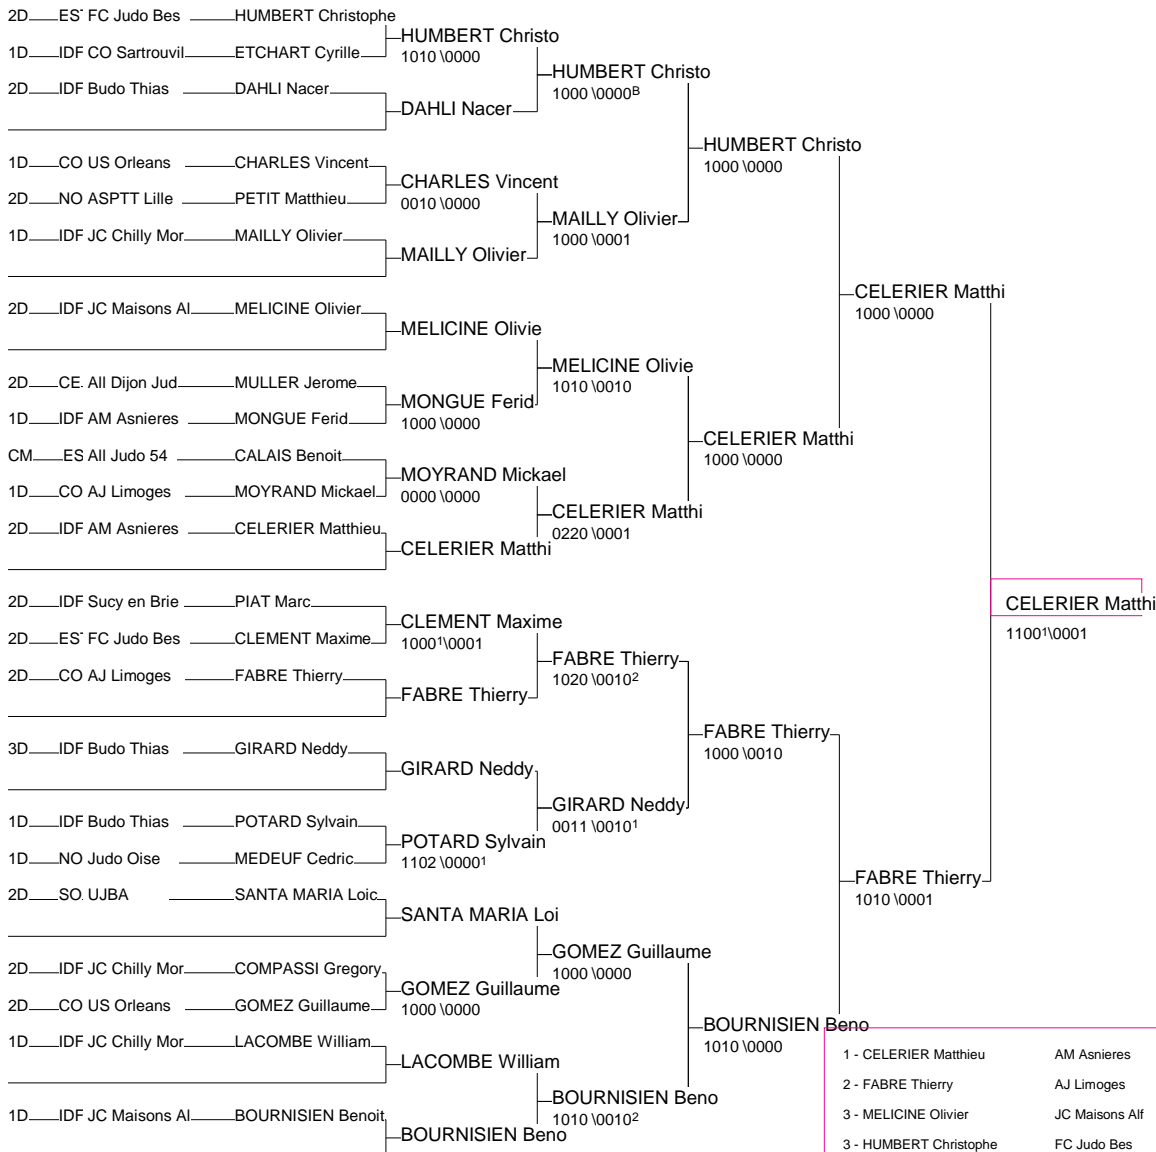 2D ES FC Judo Bes HUMBERT Christophe
HUMBERT Christo
1D IDF CO Sartrouvil ETCHART Cyrille
1010 \0000
HUMBERT Christo
2D IDF Budo Thias DAHLI Nacer
1000 \0000B
DAHLI Nacer
HUMBERT Christo
1000 \0000
1D CO US Orleans CHARLES Vincent
CHARLES Vincent
2D NO ASPTT Lille PETIT Matthieu
0010 \0000
MAILLY Olivier
1D IDF JC Chilly Mor MAILLY Olivier
1000 \0001
MAILLY Olivier
CELERIER Matthi
1000 \0000
2D IDF JC Maisons Al MELICINE Olivier
MELICINE Olivie
MELICINE Olivie
1010 \0010
2D CE. All Dijon Jud MULLER Jerome
MONGUE Ferid
1D IDF AM Asnieres MONGUE Ferid
1000 \0000
CELERIER Matthi
1000 \0000
CM ES All Judo 54 CALAIS Benoit
MOYRAND Mickael
1D CO AJ Limoges MOYRAND Mickael
0000 \0000
CELERIER Matthi
2D IDF AM Asnieres CELERIER Matthieu
0220 \0001
CELERIER Matthi
CELERIER Matthi
11001\0001
2D IDF Sucy en Brie PIAT Marc
CLEMENT Maxime
2D ES FC Judo Bes CLEMENT Maxime
10001\0001
FABRE Thierry
2D CO AJ Limoges FABRE Thierry
1020 \00102
FABRE Thierry
FABRE Thierry
1000 \0010
3D IDF Budo Thias GIRARD Neddy
GIRARD Neddy
GIRARD Neddy
0011 \00101
1D IDF Budo Thias POTARD Sylvain
POTARD Sylvain
1D NO Judo Oise MEDEUF Cedric
1102 \00001
FABRE Thierry
1010 \0001
2D SO. UJBA SANTA MARIA Loic
SANTA MARIA Loi
GOMEZ Guillaume
1000 \0000
2D IDF JC Chilly Mor COMPASSI Gregory
GOMEZ Guillaume
2D CO US Orleans GOMEZ Guillaume
1000 \0000
BOURNISIEN Beno
1010 \0000
1D IDF JC Chilly Mor LACOMBE William
LACOMBE William
BOURNISIEN Beno
1010 \00102
1D IDF JC Maisons Al BOURNISIEN Benoit
BOURNISIEN Beno
1 - CELERIER Matthieu AM Asnieres
2 - FABRE Thierry AJ Limoges
3 - MELICINE Olivier JC Maisons Alf
3 - HUMBERT Christophe FC Judo Bes